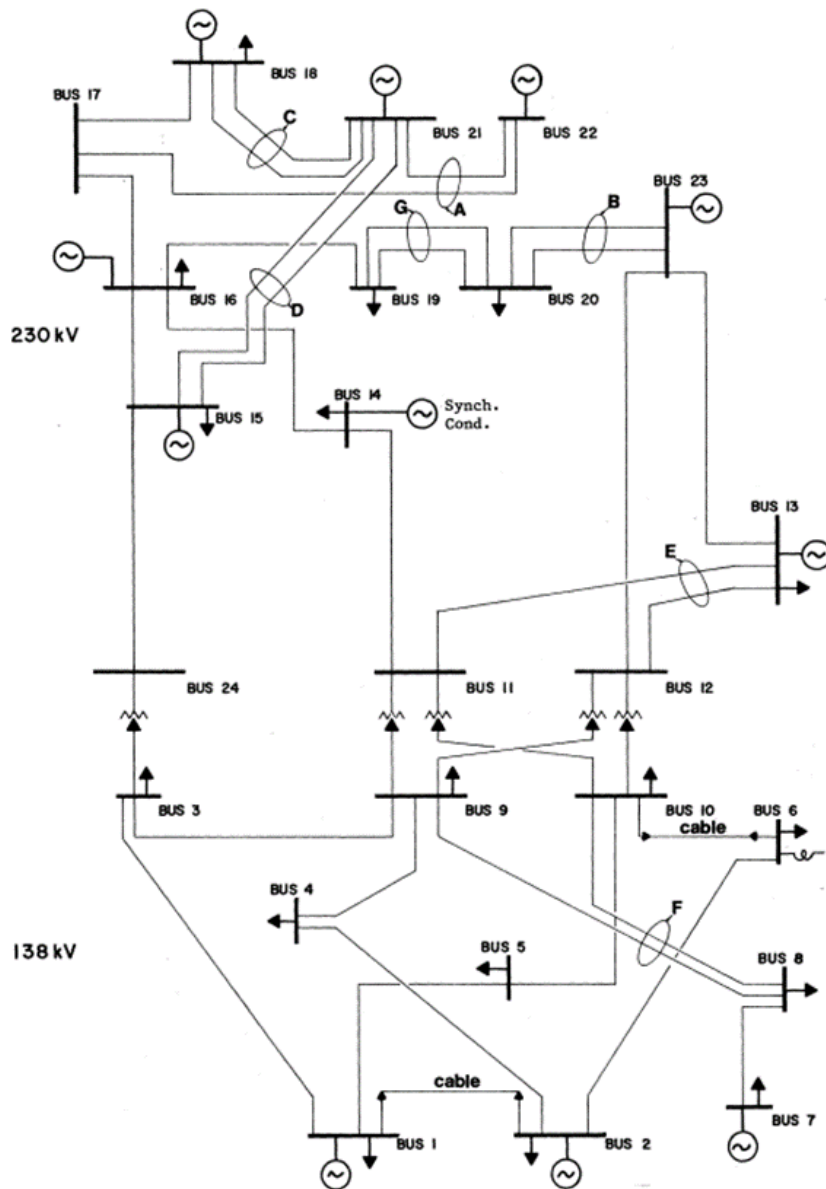 BUS 18
BUS 17
C
BUS 21
BUS 22
BUS 23
A
G
B
BUS 16
D
BUS 19
BUS 20
230 kV
BUS 15
BUS 14
Synch.
Cond.
BUS 13
E
BUS 24
BUS 11
BUS 12
BUS 3
BUS 9
BUS 10
BUS 6
cable
BUS 4
F
138 kV
BUS 5
BUS 8
cable
BUS 1
BUS 2
BUS 7